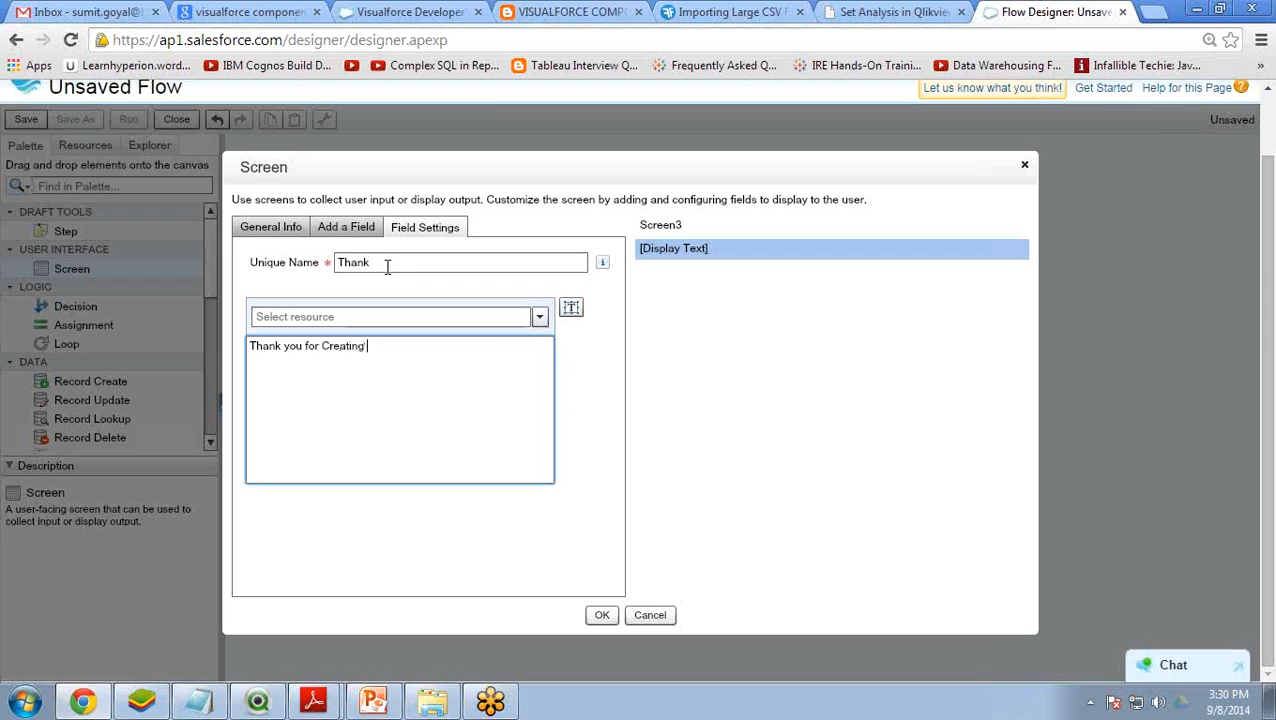 Inbox - sumit.goyal@
visualforce componen
Visualforce Developer'
VISUALFORCE COMP
Importing Large CSV F
Set Analysis in Qlikview
Flow Designer: Unsave
https://ap1.salesforce.com/designer/designer.apexp
Apps
Learnhyperion.word...
IBM Cognos Build D...
Complex SQL in Rep...
Tableau Interview Q...
Frequently Asked Q...
IRE Hands-On Traini...
Data Warehousing F...
Infallible Techie: Jav...
»
Unsaved Flow
Let us know what you think!
Get Started
Help for this Page
Save
Save As
Run
Close
Unsaved
Palette
Resources
Explorer
Drag and drop elements onto the canvas
Find in Palette...
DRAFT TOOLS
Step
USER INTERFACE
Screen
LOGIC
Decision
Assignment
Loop
DATA
Record Create
Record Update
Record Lookup
Record Delete
Description
Screen
A user-facing screen that can be used to
collect input or display output.
Screen
Use screens to collect user input or display output. Customize the screen by adding and configuring fields to display to the user.
General Info
Add a Field
Field Settings
Unique Name * Thank
Select resource
Thank you for Creating'
Screen3
[Display Text]
OK
Cancel
Chat
3:30 PM
9/8/2014